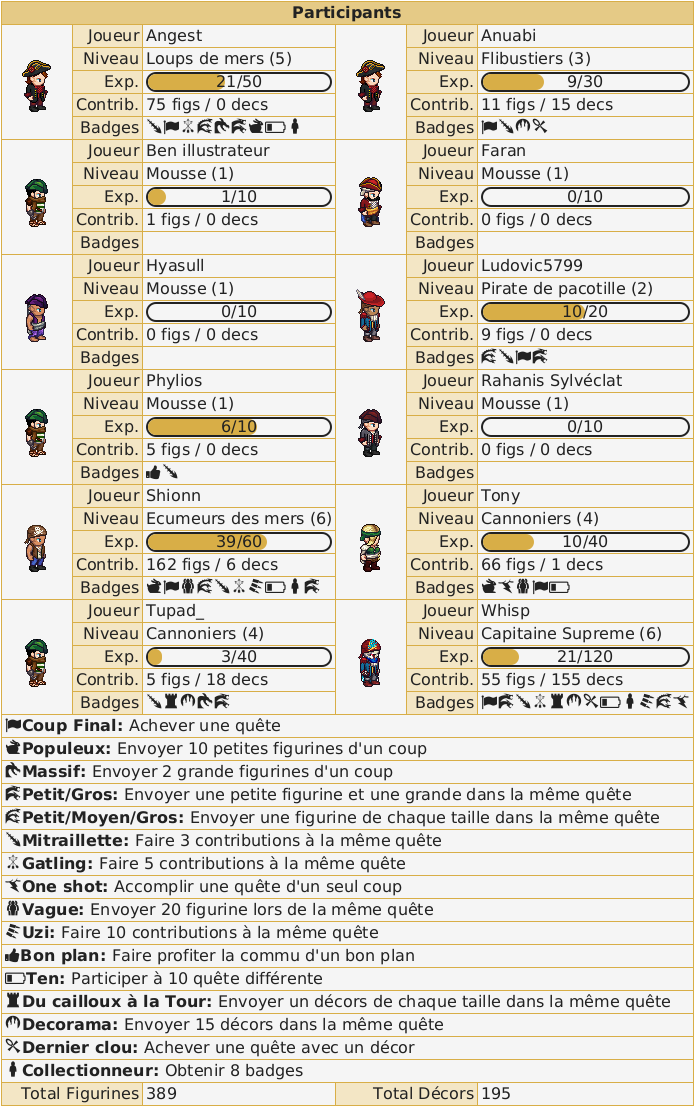 Participants
Joueur Angest Joueur Anuabi
Niveau Loups de mers (5) Niveau Flibustiers (3)
Exp. 21/50 Exp. 9/30
Contrib. 75 figs / 0 decs Contrib. 11 figs / 15 decs
Badges Badges
Joueur Ben illustrateur Joueur Faran
Niveau Mousse (1) Niveau Mousse (1)
Exp. 1/10 Exp. 0/10
Contrib. 1 figs / 0 decs Contrib. 0 figs / 0 decs
Badges Badges
Joueur Hyasull Joueur Ludovic5799
Niveau Mousse (1) Niveau Pirate de pacotille (2)
Exp. 0/10 Exp. 10/20
Contrib. 0 figs / 0 decs Contrib. 9 figs / 0 decs
Badges Badges
Joueur Phylios Joueur Rahanis Sylvéclat
Niveau Mousse (1) Niveau Mousse (1)
Exp. 6/10 Exp. 0/10
Contrib. 5 figs / 0 decs Contrib. 0 figs / 0 decs
Badges Badges
Joueur Shionn Joueur Tony
Niveau Ecumeurs des mers (6) Niveau Cannoniers (4)
Exp. 39/60 Exp. 10/40
Contrib. 162 figs / 6 decs Contrib. 66 figs / 1 decs
Badges Badges
Joueur Tupad_ Joueur Whisp
Niveau Cannoniers (4) Niveau Capitaine Supreme (6)
Exp. 3/40 Exp. 21/120
Contrib. 5 figs / 18 decs Contrib. 55 figs / 155 decs
Badges Badges
Coup Final: Achever une quête
Populeux: Envoyer 10 petites figurines d'un coup
Massif: Envoyer 2 grande figurines d'un coup
Petit/Gros: Envoyer une petite figurine et une grande dans la même quête
Petit/Moyen/Gros: Envoyer une figurine de chaque taille dans la même quête
Mitraillette: Faire 3 contributions à la même quête
Gatling: Faire 5 contributions à la même quête
One shot: Accomplir une quête d'un seul coup
Vague: Envoyer 20 figurine lors de la même quête
Uzi: Faire 10 contributions à la même quête
Bon plan: Faire profiter la commu d'un bon plan
Ten: Participer à 10 quête différente
Du cailloux à la Tour: Envoyer un décors de chaque taille dans la même quête
Decorama: Envoyer 15 décors dans la même quête
Dernier clou: Achever une quête avec un décor
Collectionneur: Obtenir 8 badges
Total Figurines 389 Total Décors 195